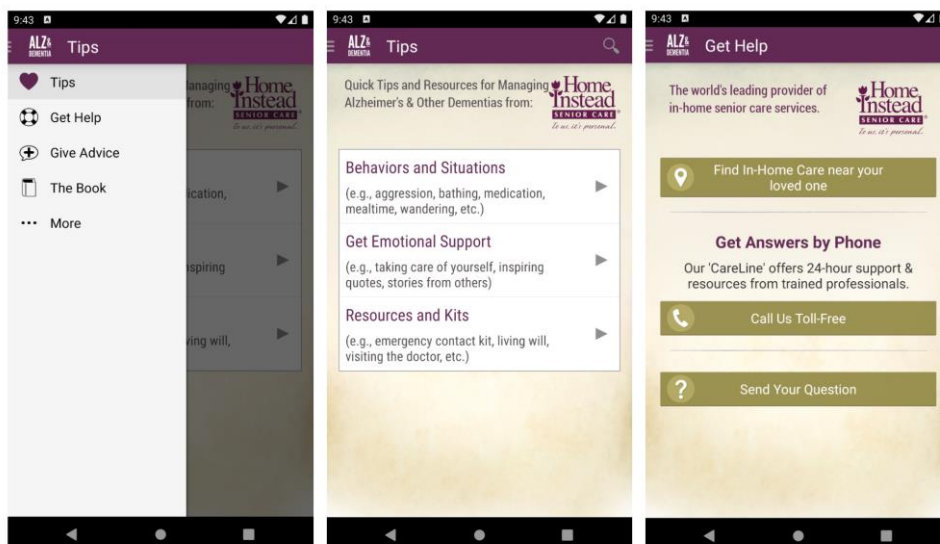 9:43
ALZ&
DEMENTIA
Tips
Tips
Get Help
Give Advice
The Book
More
anaging
from:
Home
Instead
SENIOR CARE
To us, it's personal.
ication,
spiring
ving will,
9:43
ALZ&
DEMENTIA
Tips
Quick Tips and Resources for Managing
Alzheimer's & Other Dementias from:
Home
Instead
SENIOR CARE
To us, it's personal.
Behaviors and Situations
(e.g., aggression, bathing, medication,
mealtime, wandering, etc.)
Get Emotional Support
(e.g., taking care of yourself, inspiring
quotes, stories from others)
Resources and Kits
(e.g., emergency contact kit, living will,
visiting the doctor, etc.)
9:43
ALZ&
DEMENTIA
Get Help
The world's leading provider of
in-home senior care services.
Home
Instead
SENIOR CARE
To us, it's personal.
Find In-Home Care near your
loved one
Get Answers by Phone
Our 'CareLine' offers 24-hour support &
resources from trained professionals.
Call Us Toll-Free
Send Your Question